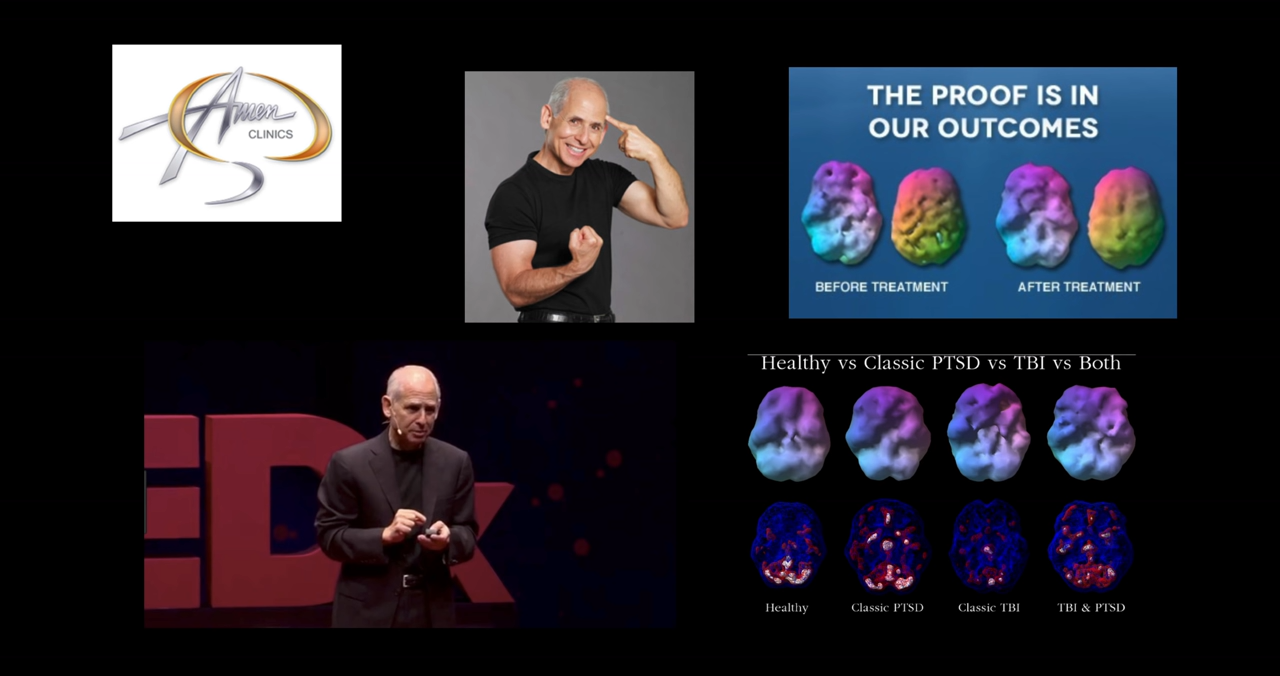 Amen
CLINICS
THE PROOF IS IN
OUR OUTCOMES
BEFORE TREATMENT
AFTER TREATMENT
EDx
Healthy vs Classic PTSD vs TBI vs Both
Healthy
Classic PTSD
Classic TBI
TBI & PTSD